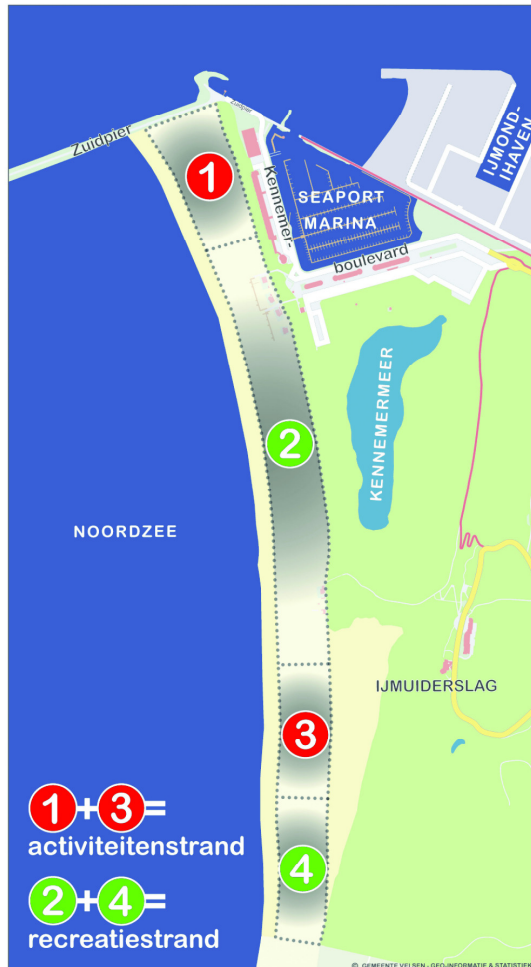 Zuidpier
Zuidpier
1
Kennemer-
boulevard
SEAPORT
MARINA
IJMOND-
IHAVEN
2
KENNEMERMEER
NOORDZEE
IJMUIDERSLAG
3
4
1+3=
activiteitenstrand
2+4=
recreatiestrand
© GEMEENTE VELSEN - GEO-INFORMATIE & STATISTIEK